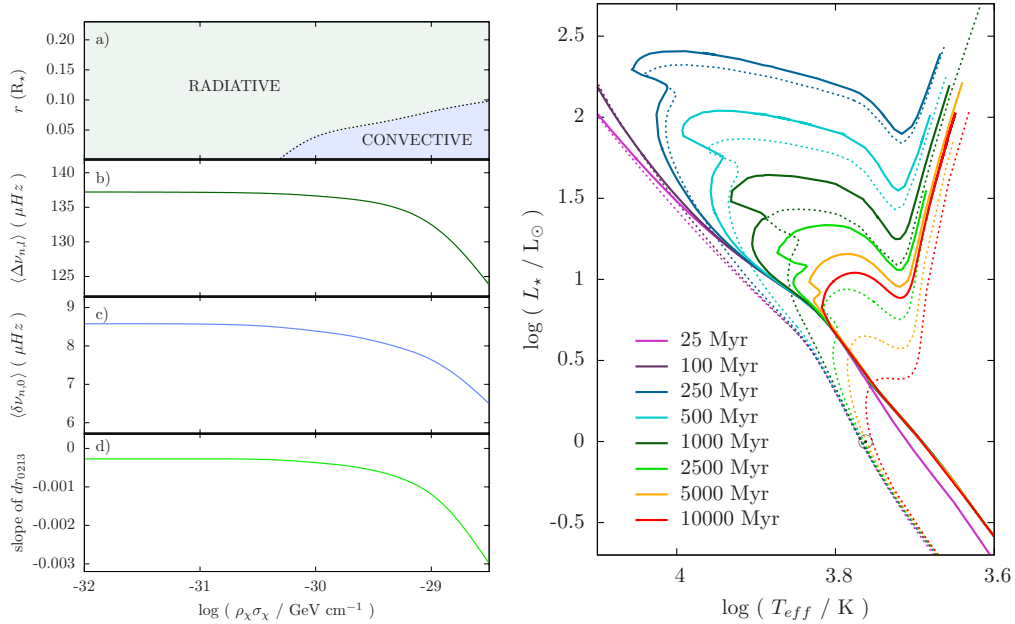 a)
0.20
0.15
0.10
0.05
r (R⋆)
RADIATIVE
CONVECTIVE
b)
140
135
130
125
⟨Δν_{n,l}⟩ ( μHz )
c)
9
8
7
6
⟨δν_{n,0}⟩ ( μHz )
d)
0
-0.001
-0.002
-0.003
slope of dr_{0213}
-32 -31 -30 -29
log ( ρ_χ σ_χ / GeV cm⁻¹ )
2.5
2
1.5
1
0.5
0
-0.5
log ( L⋆ / L⊙ )
25 Myr
100 Myr
250 Myr
500 Myr
1000 Myr
2500 Myr
5000 Myr
10000 Myr
4 3.8 3.6
log ( T_{eff} / K )